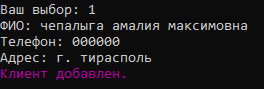 Ваш выбор: 1
ФИО: чепалыга амалия максимовна
Телефон: 000000
Адрес: г. тирасполь
Клиент добавлен.